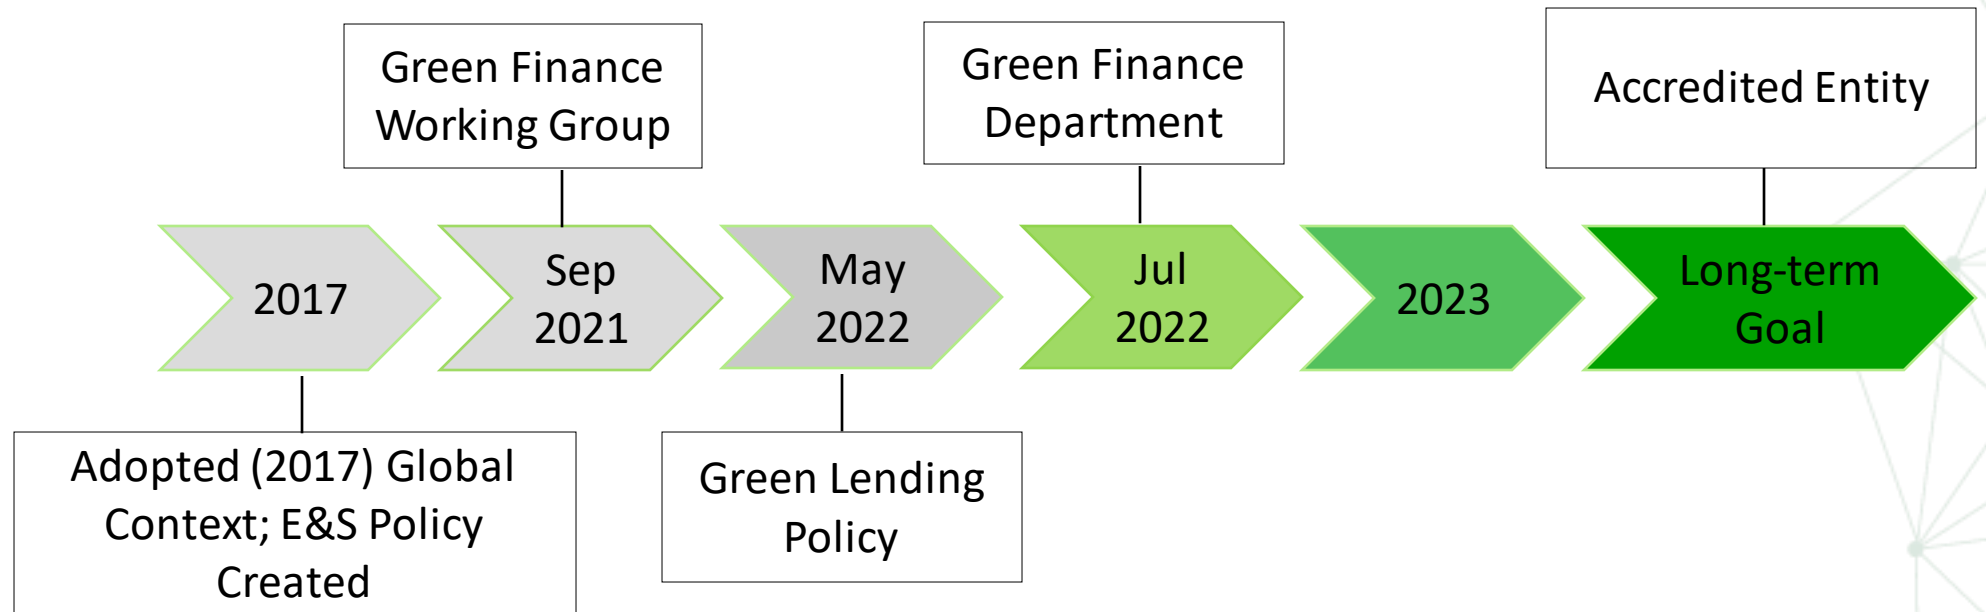 Green Finance
Working Group
Green Finance
Department
Accredited Entity
2017
Sep
2021
May
2022
Jul
2022
2023
Long-term
Goal
Adopted (2017) Global
Context; E&S Policy
Created
Green Lending
Policy